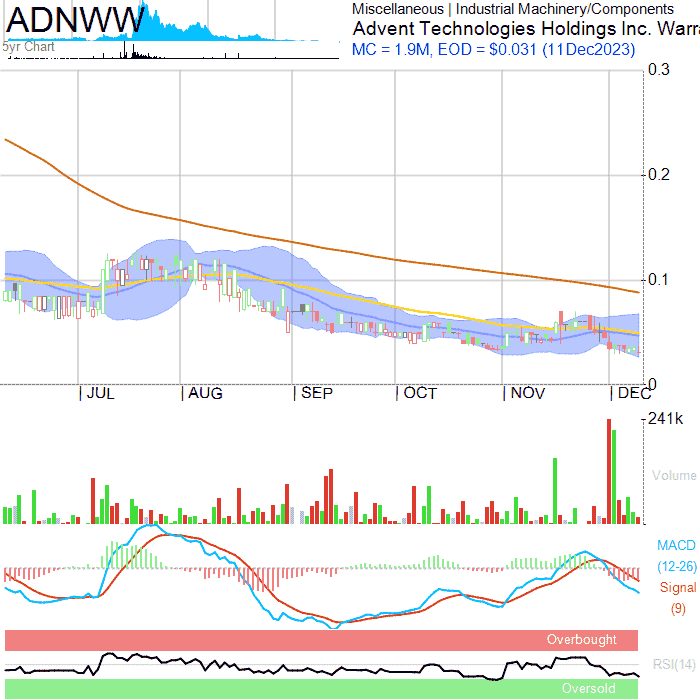 ADNWW
Miscellaneous | Industrial Machinery/Components
Advent Technologies Holdings Inc. Warra
MC = 1.9M, EOD = $0.031 (11Dec2023)
5yr Chart
0.3
0.2
0.1
0
JUL
AUG
SEP
OCT
NOV
DEC
241k
Volume
MACD
(12-26)
Signal
(9)
Overbought
RSI(14)
Oversold